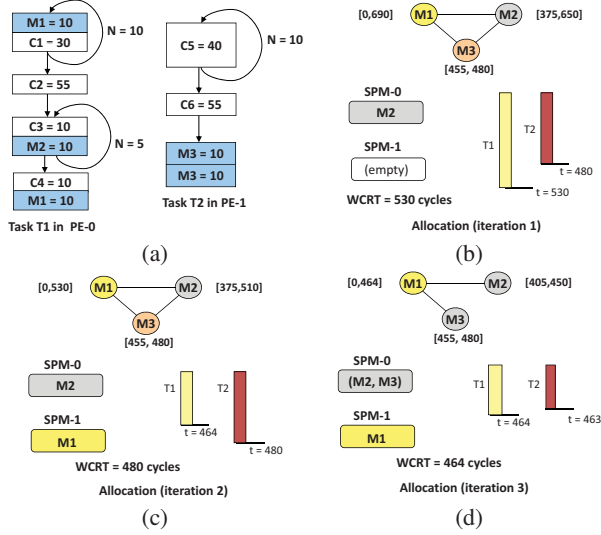 M1 = 10
C1 = 30
N = 10
C2 = 55
C3 = 10
M2 = 10
N = 5
C4 = 10
M1 = 10
Task T1 in PE-0
C5 = 40
N = 10
C6 = 55
M3 = 10
M3 = 10
Task T2 in PE-1
(a)
[0,690]
M1
M2
[375,650]
M3
[455, 480]
SPM-0
M2
SPM-1
(empty)
T1
T2
t = 480
t = 530
WCRT = 530 cycles
Allocation (iteration 1)
(b)
[0,530]
M1
M2
[375,510]
M3
[455, 480]
SPM-0
M2
SPM-1
M1
T1
T2
t = 464
t = 480
WCRT = 480 cycles
Allocation (iteration 2)
(c)
[0,464]
M1
M2
[405,450]
M3
[455, 480]
SPM-0
(M2, M3)
SPM-1
M1
T1
T2
t = 464
t = 463
WCRT = 464 cycles
Allocation (iteration 3)
(d)